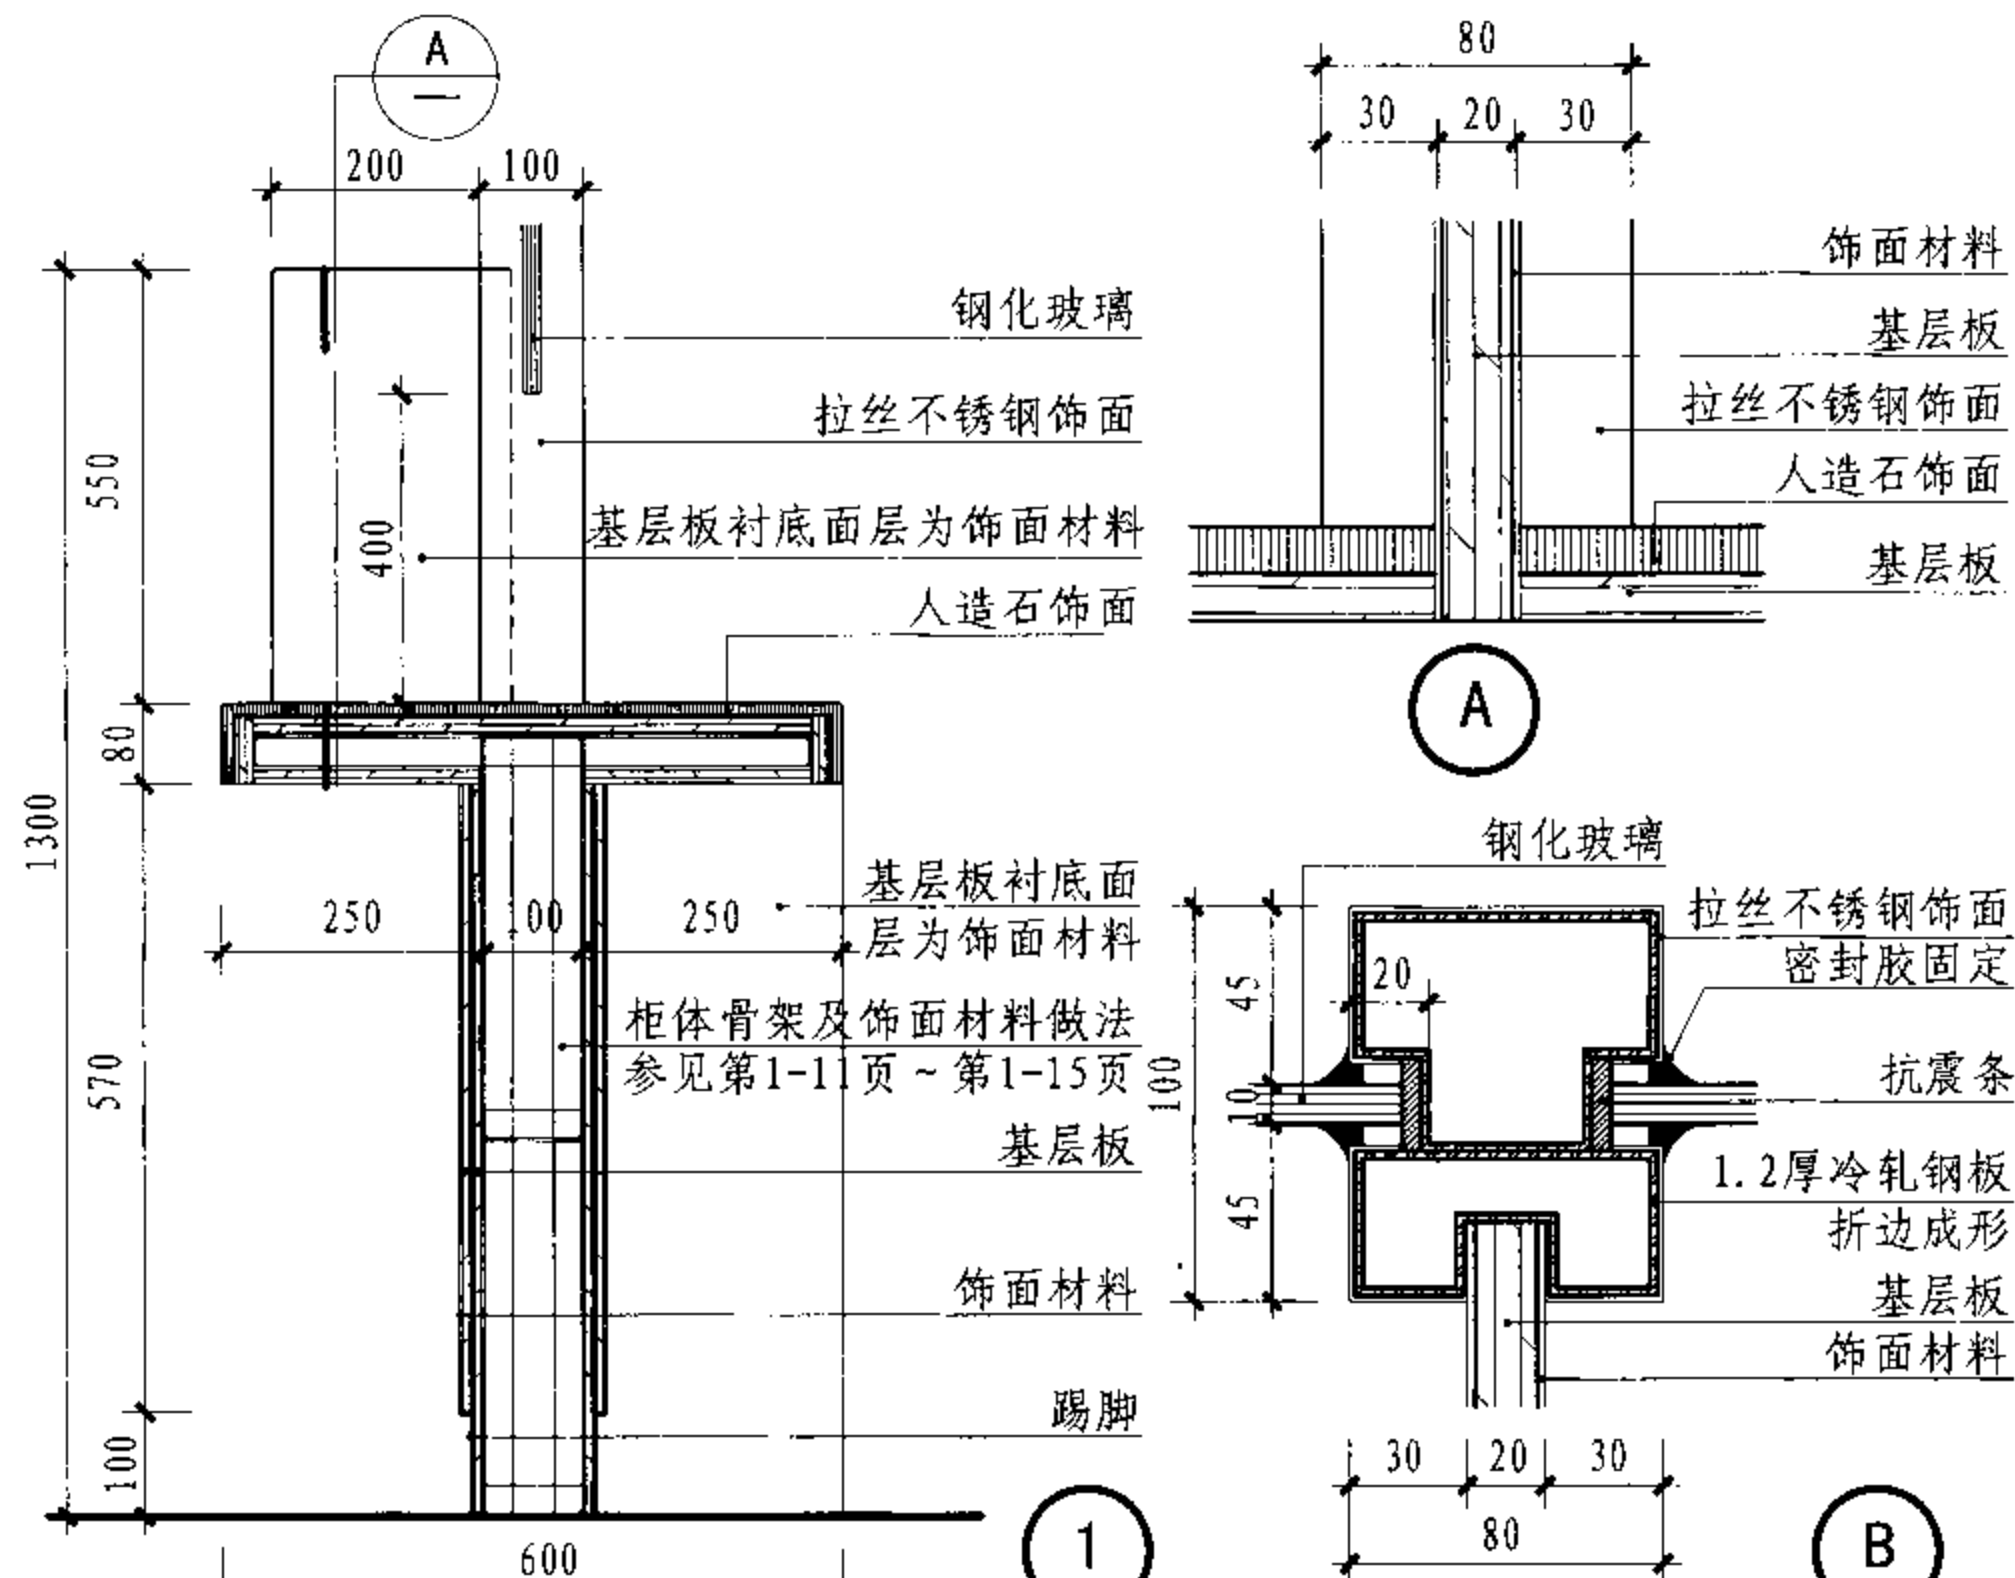 A
200
100
550
400
80
1300
570
100
250
100
250
600
钢化玻璃
拉丝不锈钢饰面
基层板衬底面层为饰面材料
人造石饰面
基层板衬底面
层为饰面材料
柜体骨架及饰面材料做法
参见第1-11页~第1-15页
基层板
饰面材料
踢脚
1
80
30
20
30
饰面材料
基层板
拉丝不锈钢饰面
人造石饰面
基层板
A
钢化玻璃
拉丝不锈钢饰面
密封胶固定
抗震条
1.2厚冷轧钢板
折边成形
基层板
饰面材料
20
45
10
45
100
30
20
30
80
B